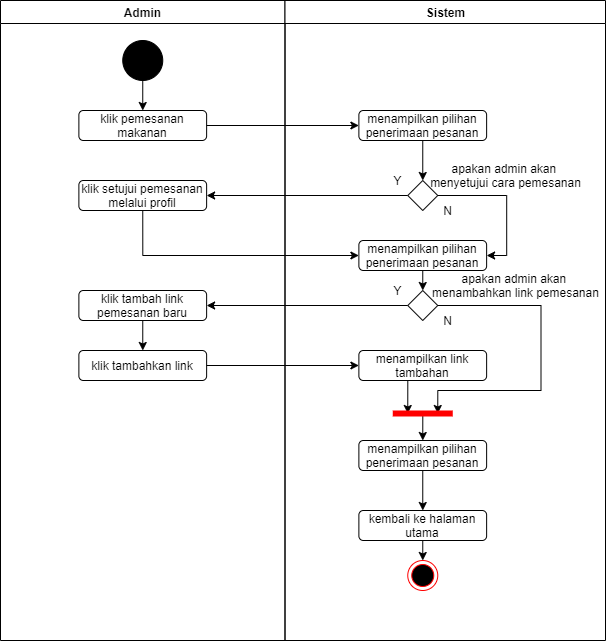 Admin
Sistem
klik pemesanan
makanan
menampilkan pilihan
penerimaan pesanan
apakan admin akan
menyetujui cara pemesanan
Y
N
klik setujui pemesanan
melalui profil
menampilkan pilihan
penerimaan pesanan
apakan admin akan
menambahkan link pemesanan
Y
N
klik tambah link
pemesanan baru
klik tambahkan link
menampilkan link
tambahan
menampilkan pilihan
penerimaan pesanan
kembali ke halaman
utama